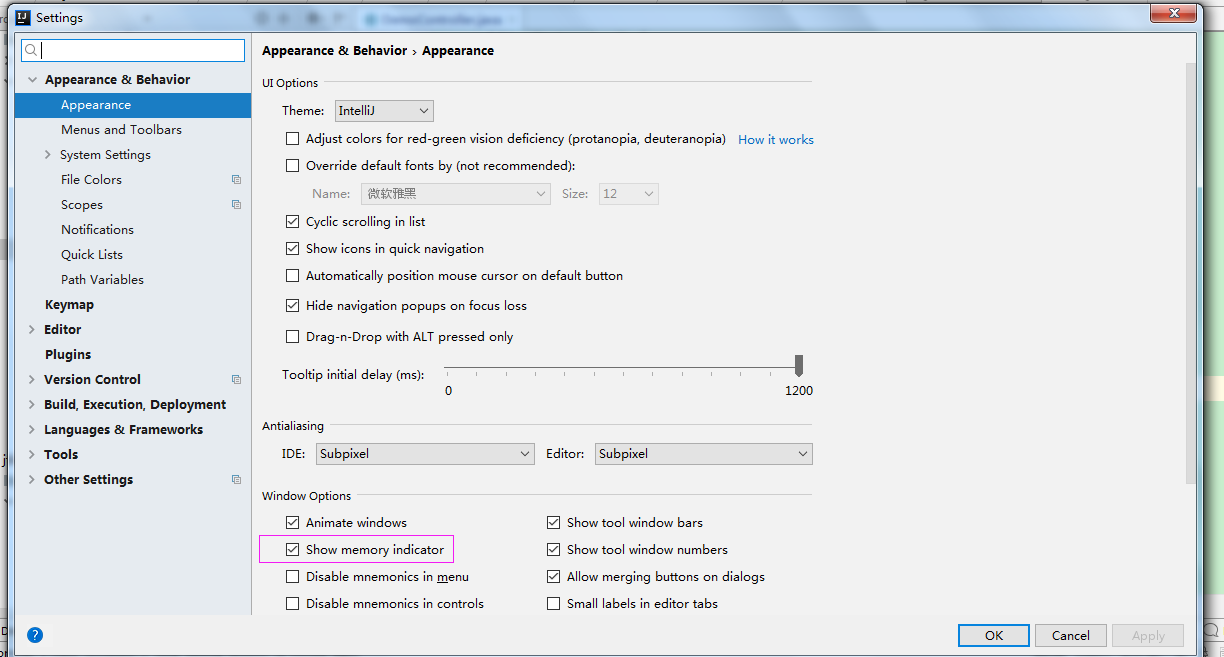 Settings
Appearance & Behavior
Appearance
Menus and Toolbars
System Settings
File Colors
Scopes
Notifications
Quick Lists
Path Variables
Keymap
Editor
Plugins
Version Control
Build, Execution, Deployment
Languages & Frameworks
Tools
Other Settings
Appearance & Behavior › Appearance
UI Options
Theme: IntelliJ
Adjust colors for red-green vision deficiency (protanopia, deuteranopia) How it works
Override default fonts by (not recommended):
Name: 微软雅黑 Size: 12
Cyclic scrolling in list
Show icons in quick navigation
Automatically position mouse cursor on default button
Hide navigation popups on focus loss
Drag-n-Drop with ALT pressed only
Tooltip initial delay (ms):
0 1200
Antialiasing
IDE: Subpixel Editor: Subpixel
Window Options
Animate windows Show tool window bars
Show memory indicator Show tool window numbers
Disable mnemonics in menu Allow merging buttons on dialogs
Disable mnemonics in controls Small labels in editor tabs
? OK Cancel Apply